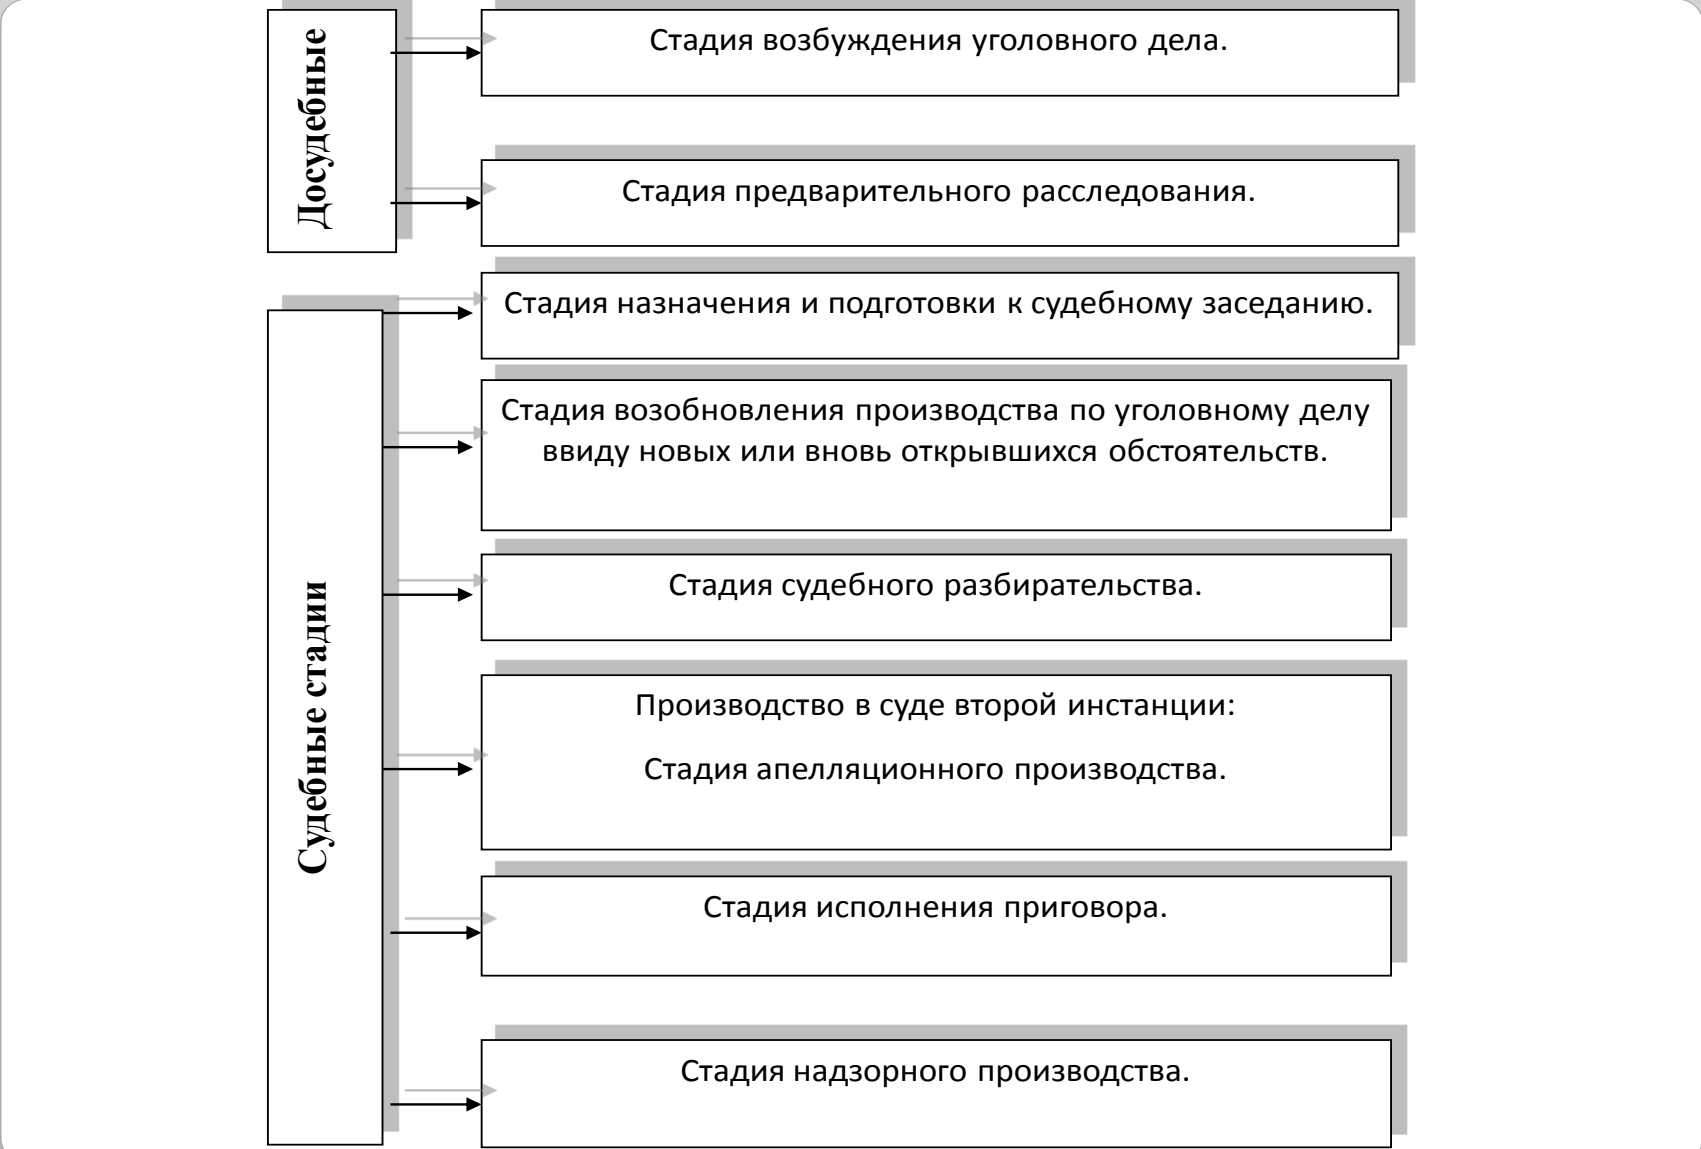 Досудебные
Стадия возбуждения уголовного дела.
Стадия предварительного расследования.
Судебные стадии
Стадия назначения и подготовки к судебному заседанию.
Стадия возобновления производства по уголовному делу
ввиду новых или вновь открывшихся обстоятельств.
Стадия судебного разбирательства.
Производство в суде второй инстанции:
Стадия апелляционного производства.
Стадия исполнения приговора.
Стадия надзорного производства.